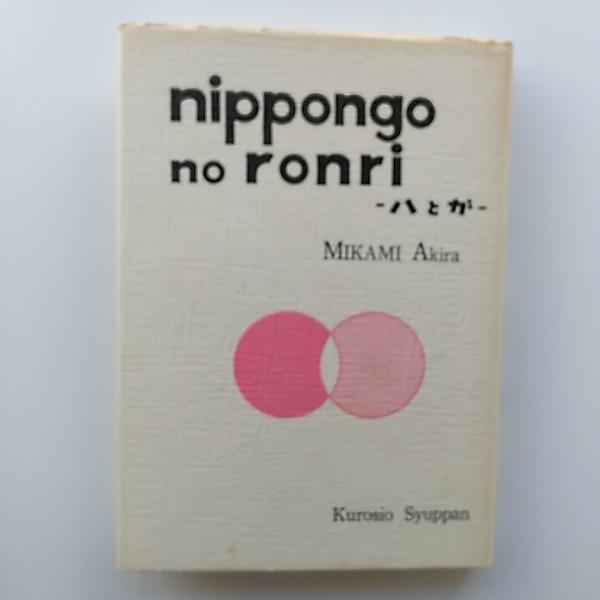 nippongo
no ronri
-ハとガ-
MIKAMI Akira
Kurosio Syuppan